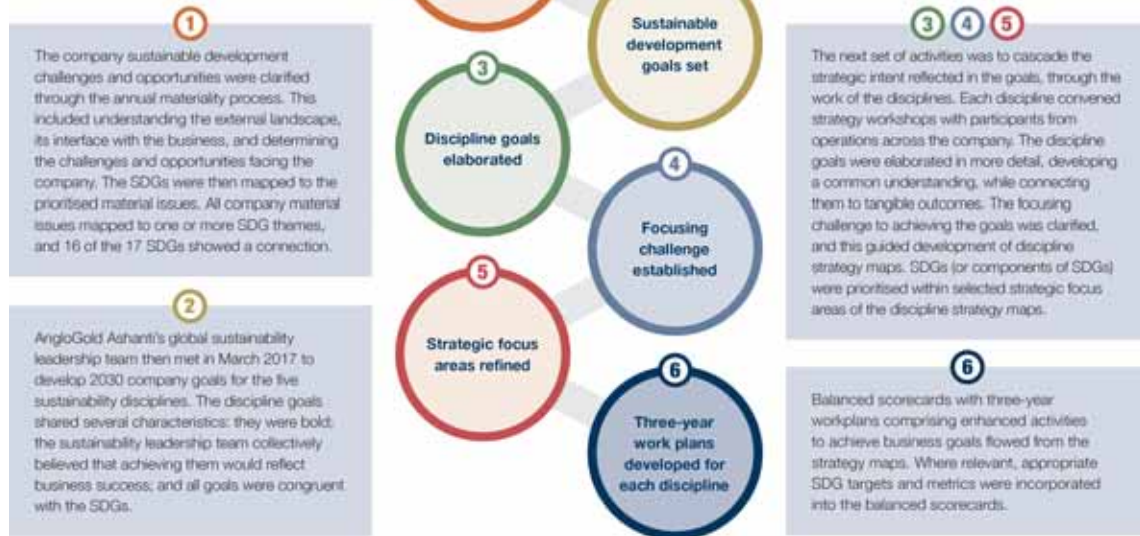 1
The company sustainable development
challenges and opportunities were clarified
through the annual materiality process. This
included understanding the external landscape,
its interface with the business, and determining
the challenges and opportunities facing the
company. The SDGs were then mapped to the
prioritised material issues. All company material
issues mapped to one or more SDG themes,
and 16 of the 17 SDGs showed a connection.
2
AngloGold Ashanti's global sustainability
leadership team then met in March 2017 to
develop 2030 company goals for the five
sustainability disciplines. The discipline goals
shared several characteristics: they were bold;
the sustainability leadership team collectively
believed that achieving them would reflect
business success; and all goals were congruent
with the SDGs.
Sustainable
development
goals set
3
Discipline goals
elaborated
4
Focusing
challenge
established
5
Strategic focus
areas refined
6
Three-year
work plans
developed for
each discipline
3 4 5
The next set of activities was to cascade the
strategic intent reflected in the goals, through the
work of the disciplines. Each discipline convened
strategy workshops with participants from
operations across the company. The discipline
goals were elaborated in more detail, developing
a common understanding, while connecting
them to tangible outcomes. The focusing
challenge to achieving the goals was clarified,
and this guided development of discipline
strategy maps. SDGs (or components of SDGs)
were prioritised within selected strategic focus
areas of the discipline strategy maps.
6
Balanced scorecards with three-year
workplans comprising enhanced activities
to achieve business goals flowed from the
strategy maps. Where relevant, appropriate
SDG targets and metrics were incorporated
into the balanced scorecards.